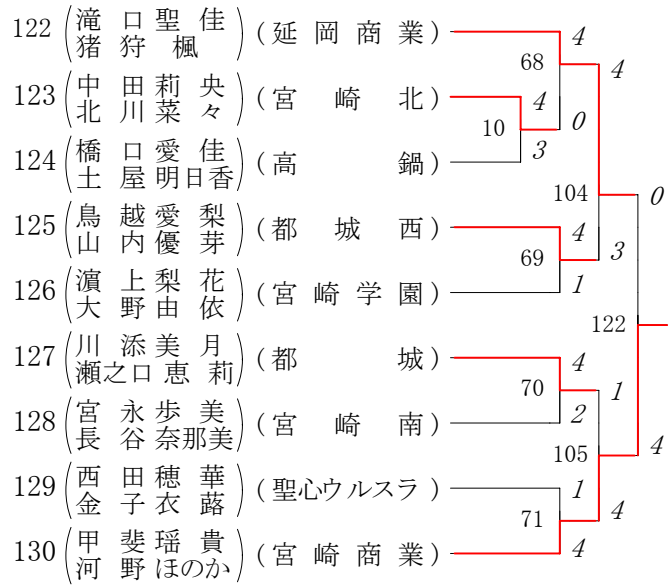 122 滝口聖佳 猪狩楓 (延岡商業)
4
68
4
123 中田莉央 北川菜々 (宮崎北)
4
0
10
3
124 橋口愛佳 土屋明日香 (高鍋)
104
0
125 鳥越愛梨 山内優芽 (都城西)
4
3
69
1
126 濵上梨花 大野由依 (宮崎学園)
122
127 川添美月 瀬之口恵莉 (都城)
4
1
70
2
128 宮永歩美 長谷奈那美 (宮崎南)
105
4
129 西田穂華 金子衣蕗 (聖心ウルスラ)
1
4
71
130 甲斐瑶貴 河野ほのか (宮崎商業)
4